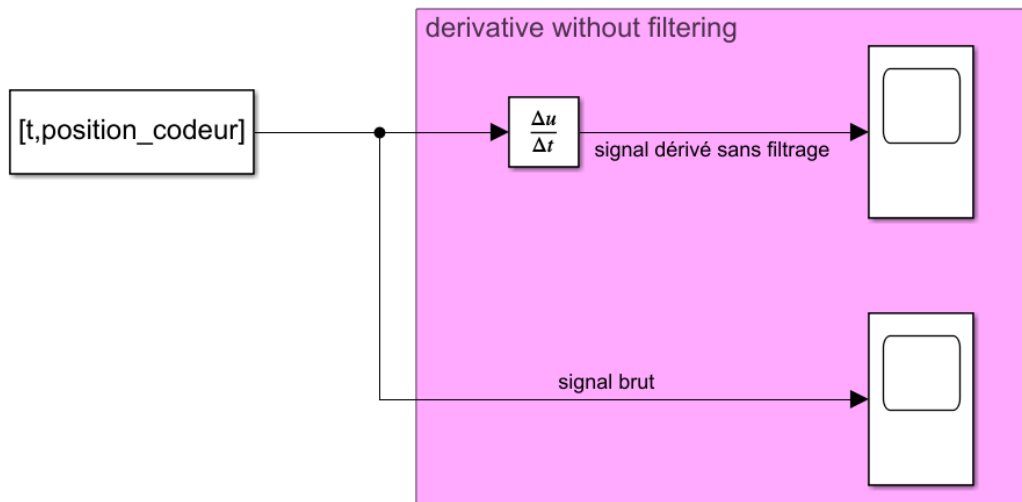 derivative without filtering
[t,position_codeur]
Δu
Δt
signal dérivé sans filtrage
signal brut